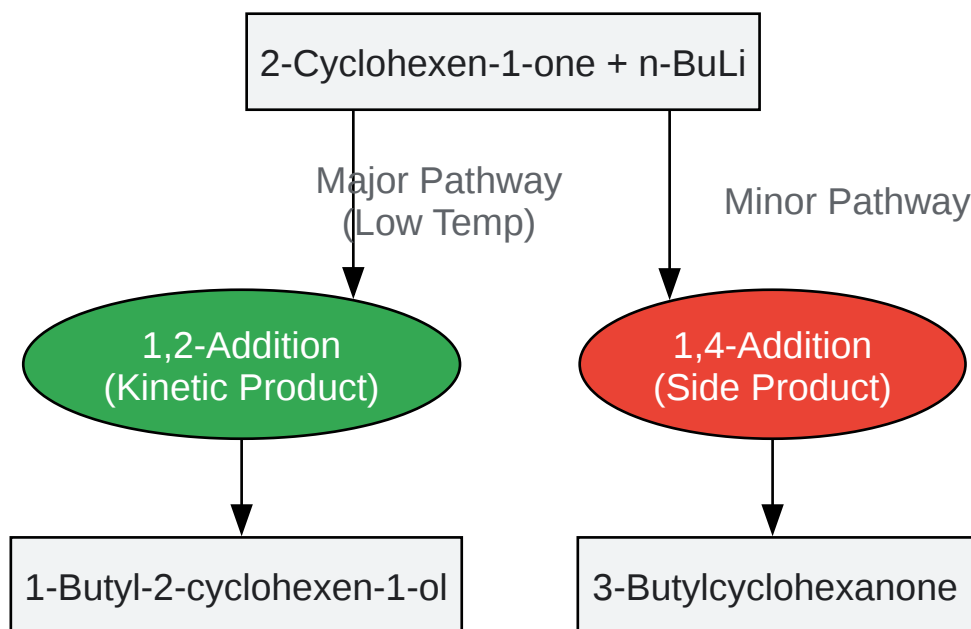 2-Cyclohexen-1-one + n-BuLi
Major Pathway
(Low Temp)
Minor Pathway
1,2-Addition
(Kinetic Product)
1,4-Addition
(Side Product)
1-Butyl-2-cyclohexen-1-ol
3-Butylcyclohexanone